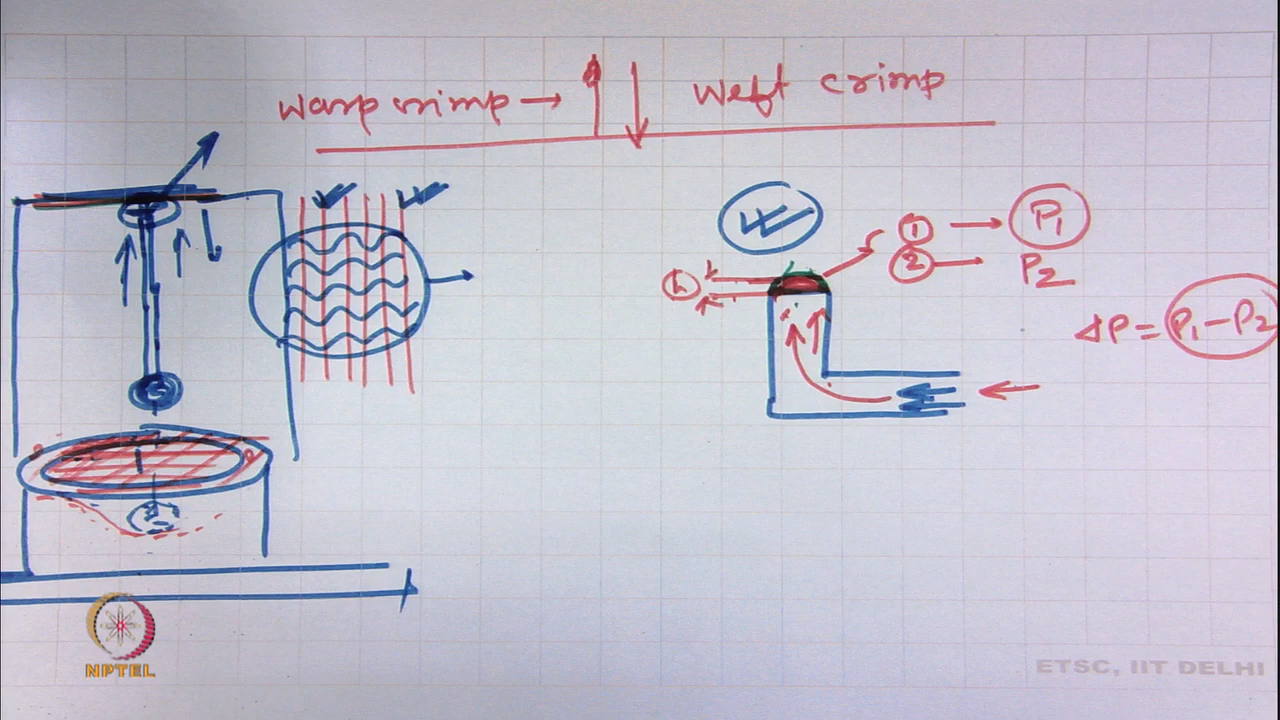 Warp crimp → ↑ ↓ Weft crimp
① → P₁
② → P₂
h
ΔP = P₁ - P₂
NPTEL
ETSC, IIT DELHI